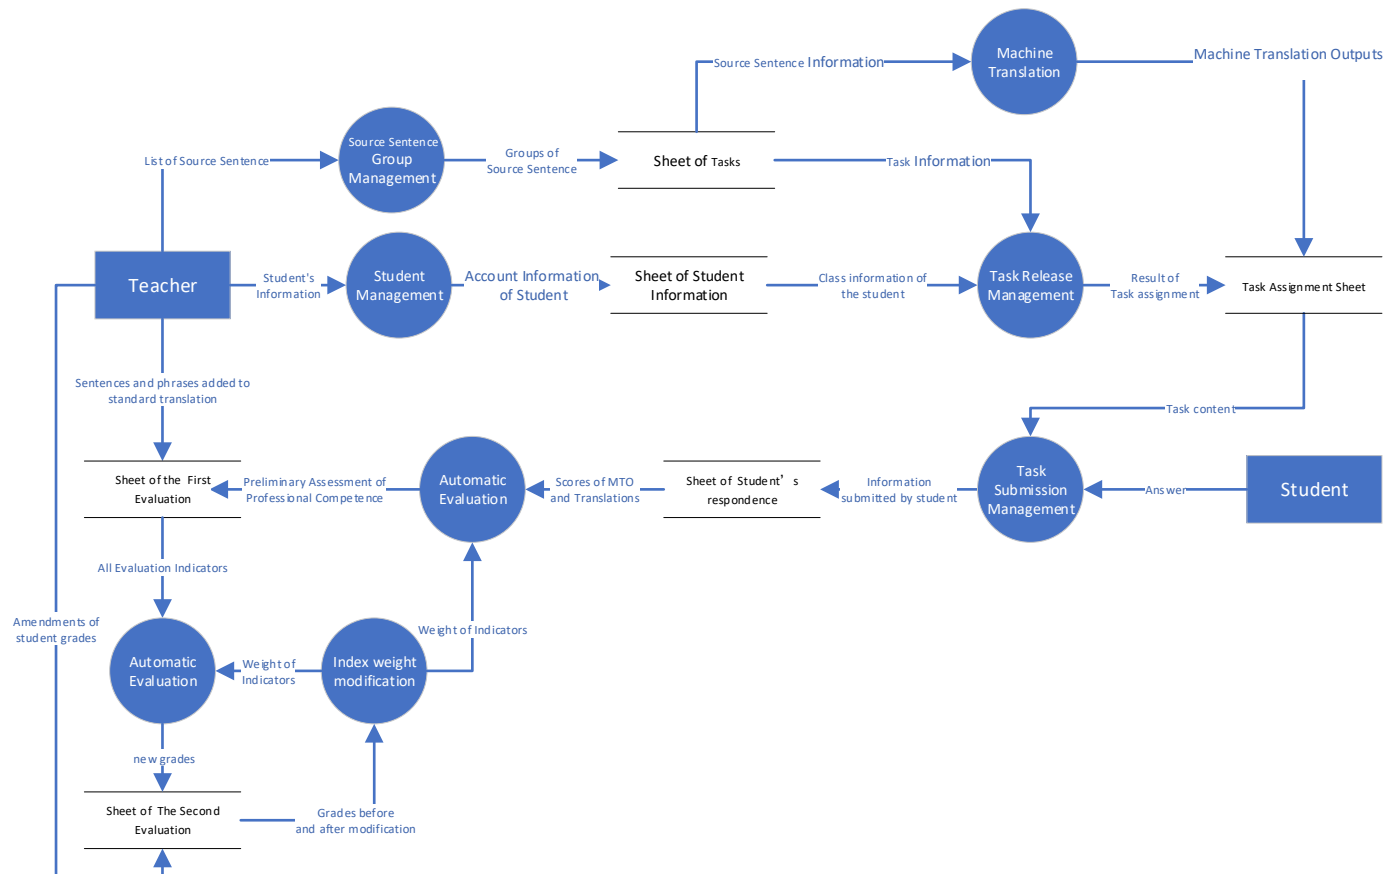 Machine
Translation
Machine Translation Outputs
Source Sentence Information
Source Sentence
Group
Management
List of Source Sentence
Groups of
Source Sentence
Sheet of Tasks
Task Information
Teacher
Student's
Information
Student
Management
Account Information
of Student
Sheet of Student
Information
Class information of
the student
Task Release
Management
Result of
Task assignment
Task Assignment Sheet
Sentences and phrases added to
standard translation
Task content
Sheet of the First
Evaluation
Preliminary Assessment of
Professional Competence
Automatic
Evaluation
Scores of MTO
and Translations
Sheet of Student’s
respondence
Information
submitted by student
Task
Submission
Management
Answer
Student
All Evaluation Indicators
Amendments of
student grades
Weight of Indicators
Automatic
Evaluation
Weight of
Indicators
Index weight
modification
new grades
Sheet of The Second
Evaluation
Grades before
and after modification